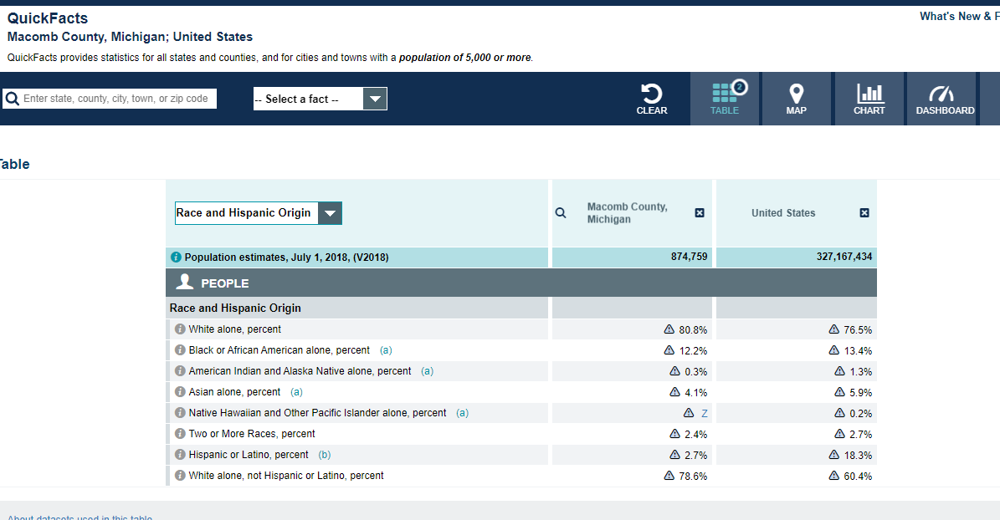 QuickFacts
What's New & F
Macomb County, Michigan; United States
QuickFacts provides statistics for all states and counties, and for cities and towns with a population of 5,000 or more.
Enter state, county, city, town, or zip code
-- Select a fact --
CLEAR
2
TABLE
MAP
CHART
DASHBOARD
Table
Race and Hispanic Origin
Macomb County,
Michigan
United States
Population estimates, July 1, 2018, (V2018) 874,759 327,167,434
PEOPLE
Race and Hispanic Origin
White alone, percent 80.8% 76.5%
Black or African American alone, percent (a) 12.2% 13.4%
American Indian and Alaska Native alone, percent (a) 0.3% 1.3%
Asian alone, percent (a) 4.1% 5.9%
Native Hawaiian and Other Pacific Islander alone, percent (a) Z 0.2%
Two or More Races, percent 2.4% 2.7%
Hispanic or Latino, percent (b) 2.7% 18.3%
White alone, not Hispanic or Latino, percent 78.6% 60.4%
About datasets used in this table